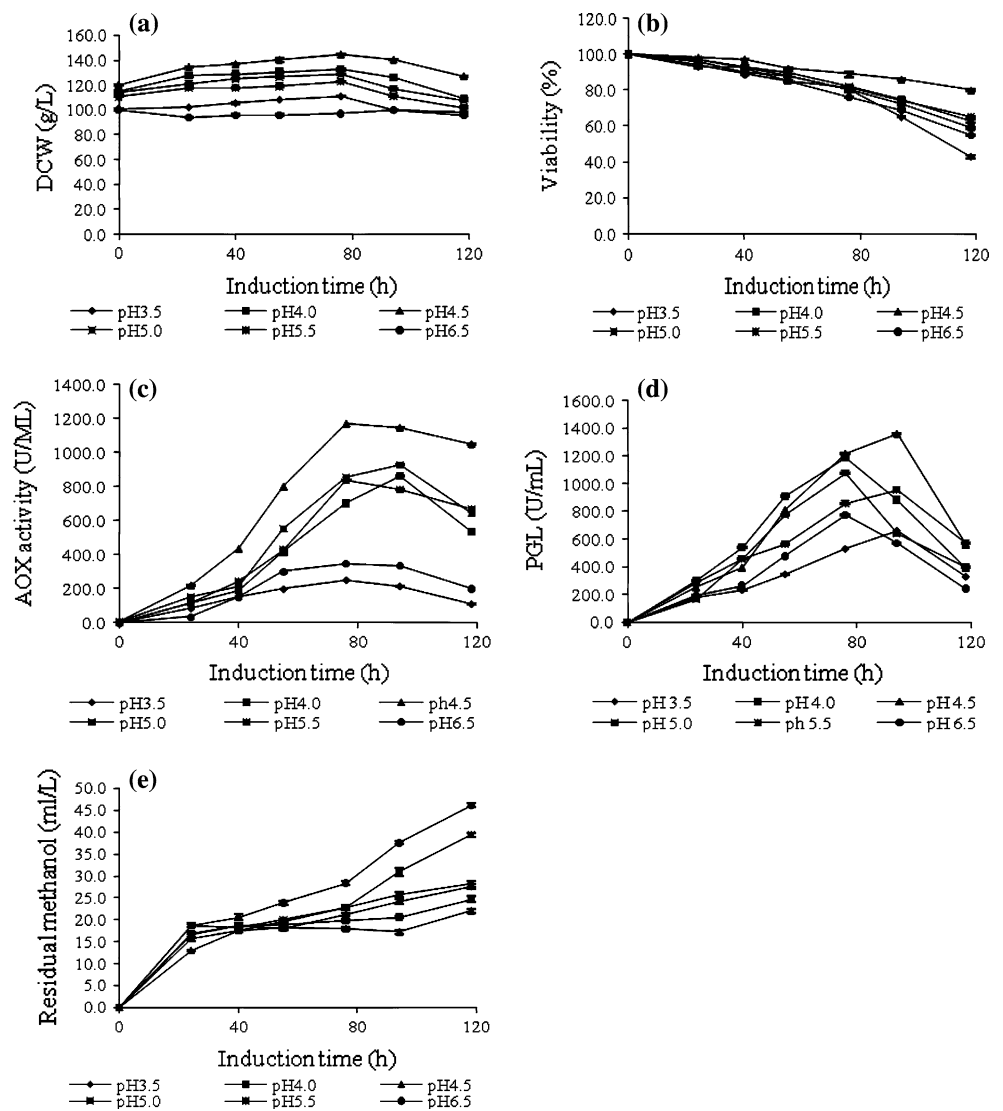 (a)
140.0
120.0
100.0
80.0
60.0
40.0
20.0
0.0
DCW (g/L)
0 40 80 120
Induction time (h)
pH3.5 pH4.0 pH4.5
pH5.0 pH5.5 pH6.5
(b)
120.0
100.0
80.0
60.0
40.0
20.0
0.0
Viability (%)
0 40 80 120
Induction time (h)
pH3.5 pH4.0 pH4.5
pH5.0 pH5.5 pH6.5
(c)
1400.0
1200.0
1000.0
800.0
600.0
400.0
200.0
0.0
AOX activity (U/ML)
0 40 80 120
Induction time (h)
pH3.5 pH4.0 ph4.5
pH5.0 pH5.5 pH6.5
(d)
1600.0
1400.0
1200.0
1000.0
800.0
600.0
400.0
200.0
0.0
PGL (U/mL)
0 40 80 120
Induction time (h)
pH 3.5 pH 4.0 pH 4.5
pH 5.0 ph 5.5 pH 6.5
(e)
50.0
45.0
40.0
35.0
30.0
25.0
20.0
15.0
10.0
5.0
0.0
Residual methanol (ml/L)
0 40 80 120
Induction time (h)
pH3.5 pH4.0 pH4.5
pH5.0 pH5.5 pH6.5